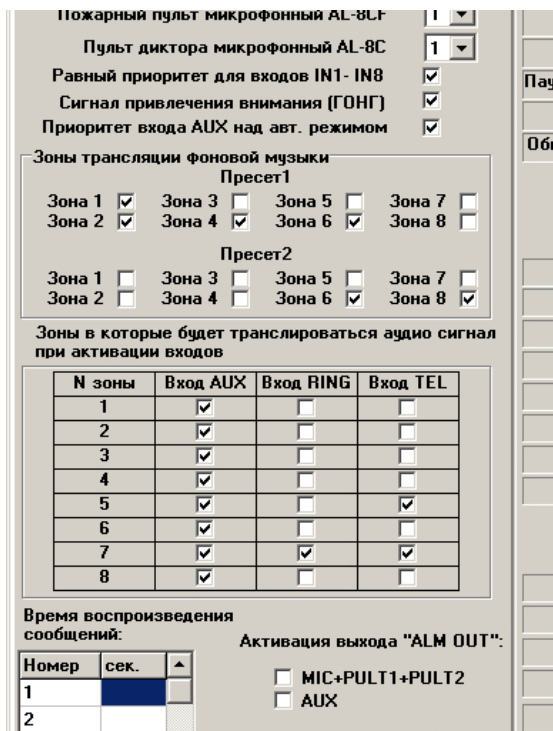 Пожарный пульт микрофонный AL-8CF 1
Пульт диктора микрофонный AL-8C 1
Равный приоритет для входов IN1- IN8
Сигнал привлечения внимания (ГОНГ)
Приоритет входа AUX над авт. режимом
Зоны трансляции фоновой музыки
Пресет1
Зона 1 Зона 3 Зона 5 Зона 7
Зона 2 Зона 4 Зона 6 Зона 8
Пресет2
Зона 1 Зона 3 Зона 5 Зона 7
Зона 2 Зона 4 Зона 6 Зона 8
Зоны в которые будет транслироваться аудио сигнал
при активации входов
N зоны Вход AUX Вход RING Вход TEL
1
2
3
4
5
6
7
8
Время воспроизведения
сообщений:
Активация выхода "ALM OUT":
Номер сек.
1
2
MIC+PULT1+PULT2
AUX